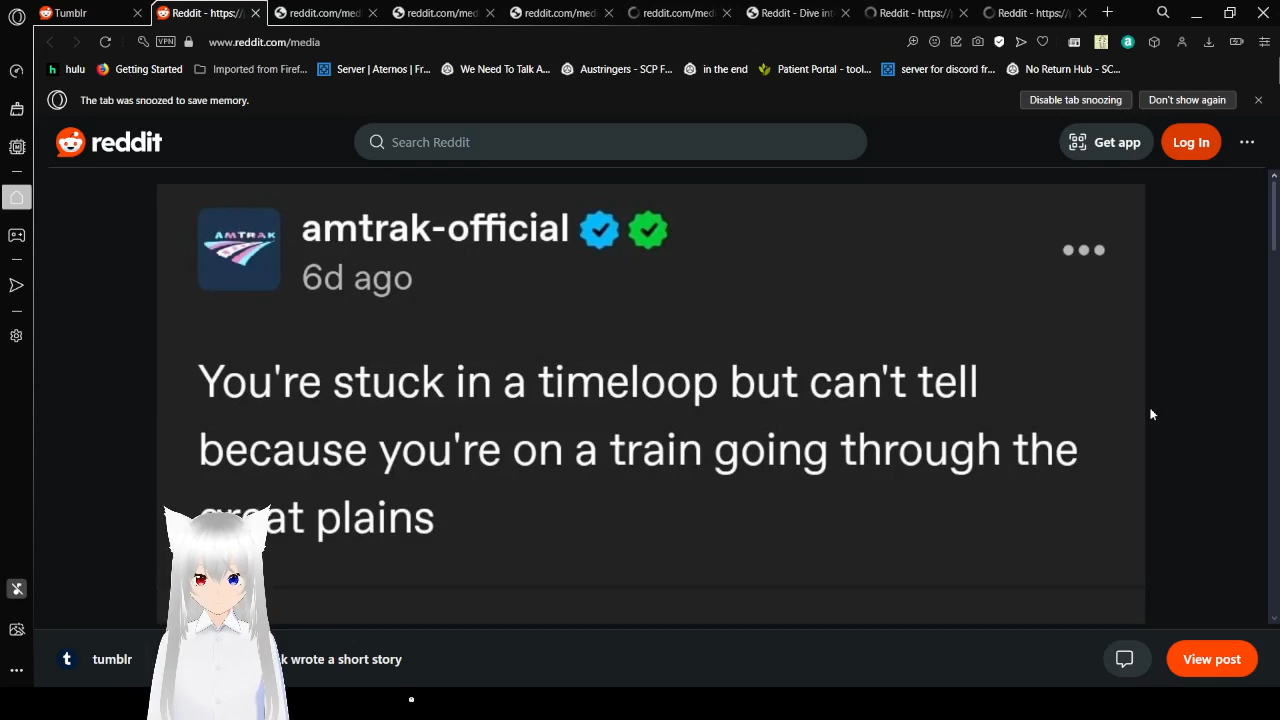 Tumblr
Reddit - https://
reddit.com/med
reddit.com/med
reddit.com/med
reddit.com/med
Reddit - Dive int
Reddit - https://
Reddit - https://
VPN
www.reddit.com/media
hulu
Getting Started
Imported from Firef...
Server | Aternos | Fr...
We Need To Talk A...
Austringers - SCP F...
in the end
Patient Portal - tool...
server for discord fr...
No Return Hub - SC...
The tab was snoozed to save memory.
Disable tab snoozing
Don't show again
reddit
Search Reddit
Get app
Log In
AMTRAK
amtrak-official
6d ago
You're stuck in a timeloop but can't tell
because you're on a train going through the
great plains
t
tumblr
k wrote a short story
View post